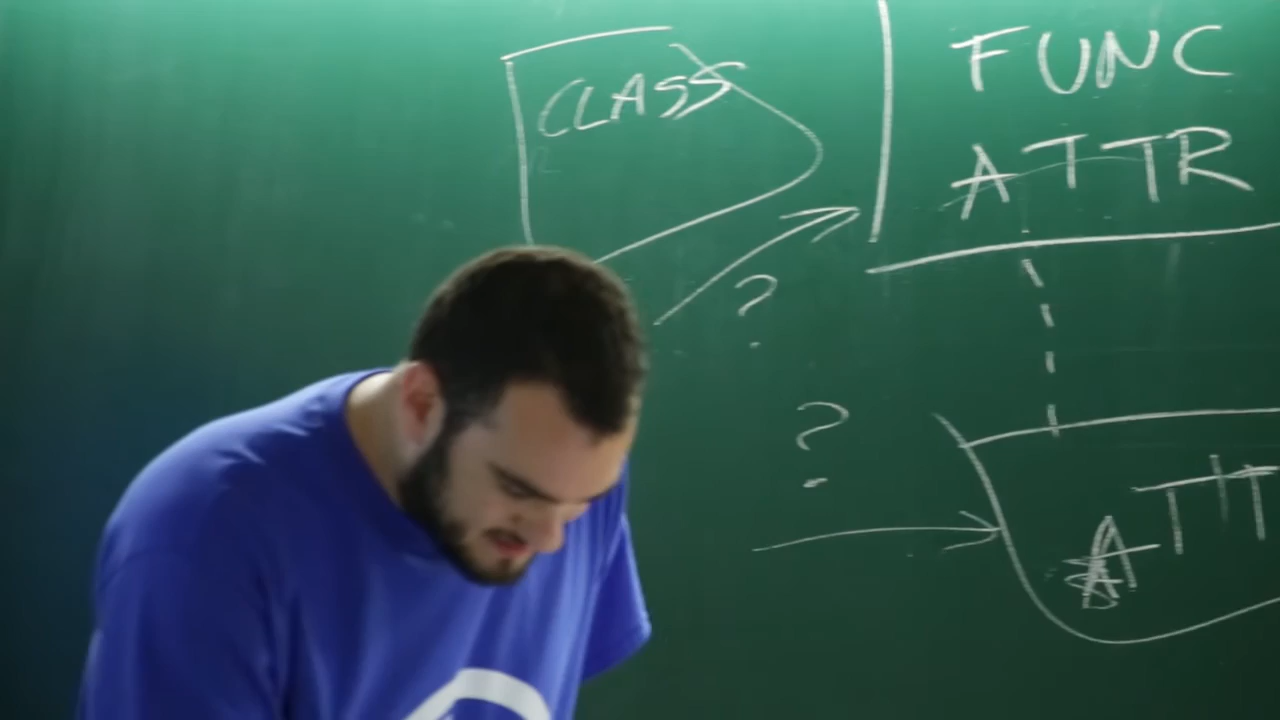 CLASS
FUNC
ATTR
?
?
ATT